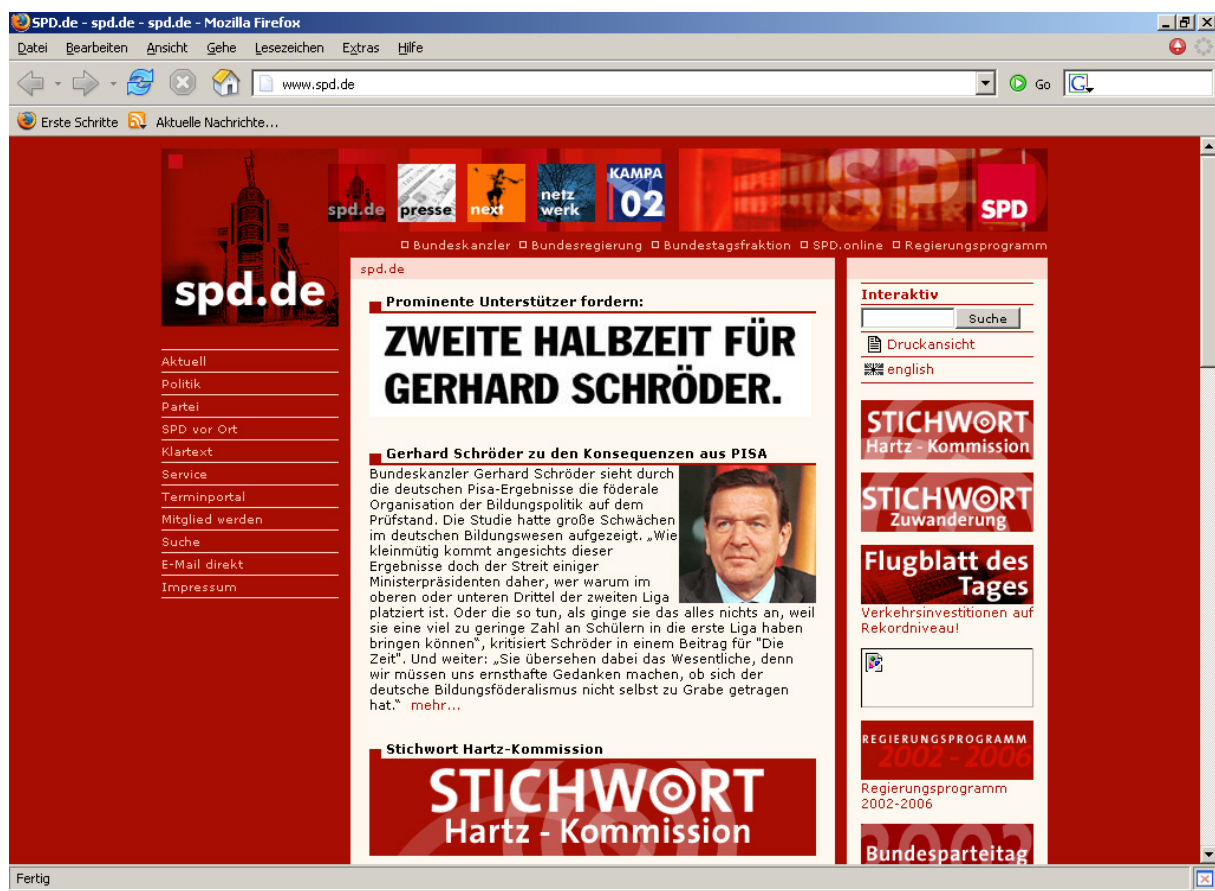 SPD.de - spd.de - spd.de - Mozilla Firefox
Datei Bearbeiten Ansicht Gehe Lesezeichen Extras Hilfe
www.spd.de
Go
G
Erste Schritte Aktuelle Nachrichte...
spd.de
presse
next
netz
werk
KAMPA
02
SPD
SPD
Bundeskanzler Bundesregierung Bundestagsfraktion SPD.online Regierungsprogramm
spd.de
Aktuell
Politik
Partei
SPD vor Ort
Klartext
Service
Terminportal
Mitglied werden
Suche
E-Mail direkt
Impressum
spd.de
Prominente Unterstützer fordern:
ZWEITE HALBZEIT FÜR
GERHARD SCHRÖDER.
Gerhard Schröder zu den Konsequenzen aus PISA
Bundeskanzler Gerhard Schröder sieht durch
die deutschen Pisa-Ergebnisse die föderale
Organisation der Bildungspolitik auf dem
Prüfstand. Die Studie hatte große Schwächen
im deutschen Bildungswesen aufgezeigt. „Wie
kleinmütig kommt angesichts dieser
Ergebnisse doch der Streit einiger
Ministerpräsidenten daher, wer warum im
oberen oder unteren Drittel der zweiten Liga
platziert ist. Oder die so tun, als ginge sie das alles nichts an, weil
sie eine viel zu geringe Zahl an Schülern in die erste Liga haben
bringen können“, kritisiert Schröder in einem Beitrag für "Die
Zeit". Und weiter: „Sie übersehen dabei das Wesentliche, denn
wir müssen uns ernsthafte Gedanken machen, ob sich der
deutsche Bildungsföderalismus nicht selbst zu Grabe getragen
hat.“ mehr...
Stichwort Hartz-Kommission
STICHWORT
Hartz - Kommission
Interaktiv
Suche
Druckansicht
english
STICHWORT
Hartz - Kommission
STICHWORT
Zuwanderung
Flugblatt des
Tages
Verkehrsinvestitionen auf
Rekordniveau!
REGIERUNGSPROGRAMM
2002 - 2006
Regierungsprogramm
2002-2006
2002
Bundesparteitag
Fertig